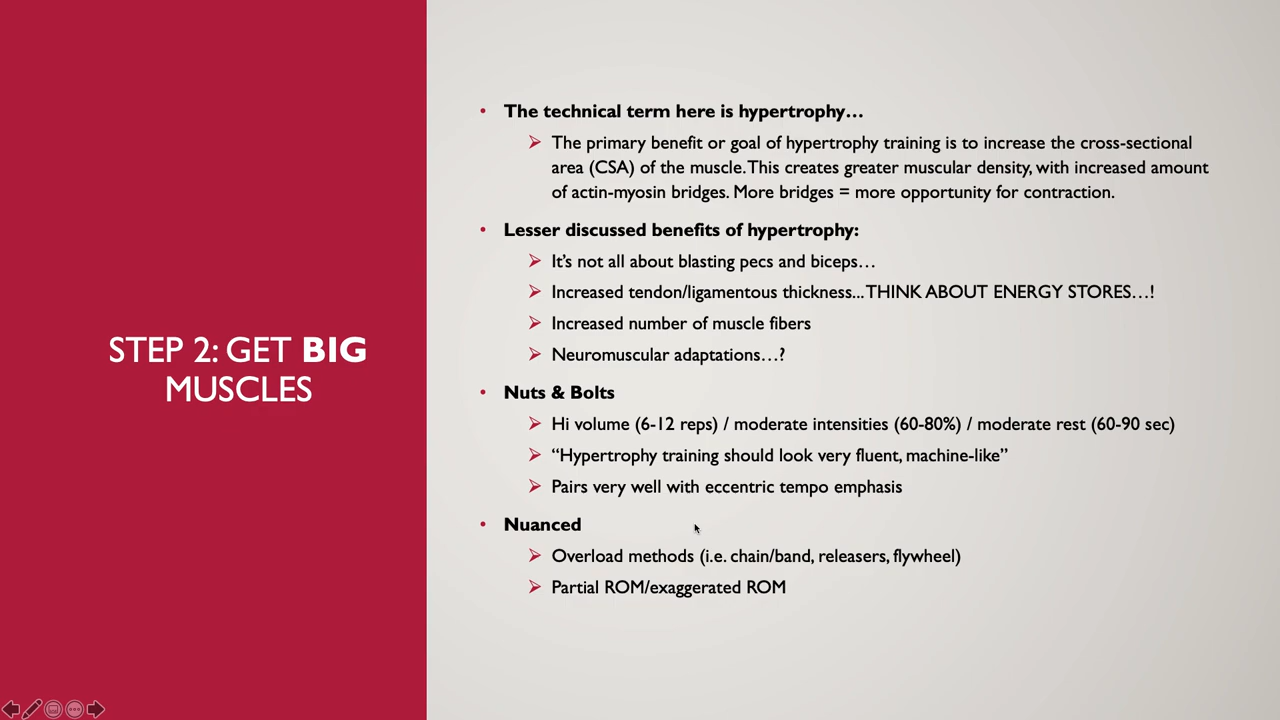 STEP 2: GET BIG
MUSCLES
• The technical term here is hypertrophy…
➢ The primary benefit or goal of hypertrophy training is to increase the cross-sectional
area (CSA) of the muscle. This creates greater muscular density, with increased amount
of actin-myosin bridges. More bridges = more opportunity for contraction.
• Lesser discussed benefits of hypertrophy:
➢ It’s not all about blasting pecs and biceps…
➢ Increased tendon/ligamentous thickness... THINK ABOUT ENERGY STORES…!
➢ Increased number of muscle fibers
➢ Neuromuscular adaptations…?
• Nuts & Bolts
➢ Hi volume (6-12 reps) / moderate intensities (60-80%) / moderate rest (60-90 sec)
➢ “Hypertrophy training should look very fluent, machine-like”
➢ Pairs very well with eccentric tempo emphasis
• Nuanced
➢ Overload methods (i.e. chain/band, releasers, flywheel)
➢ Partial ROM/exaggerated ROM